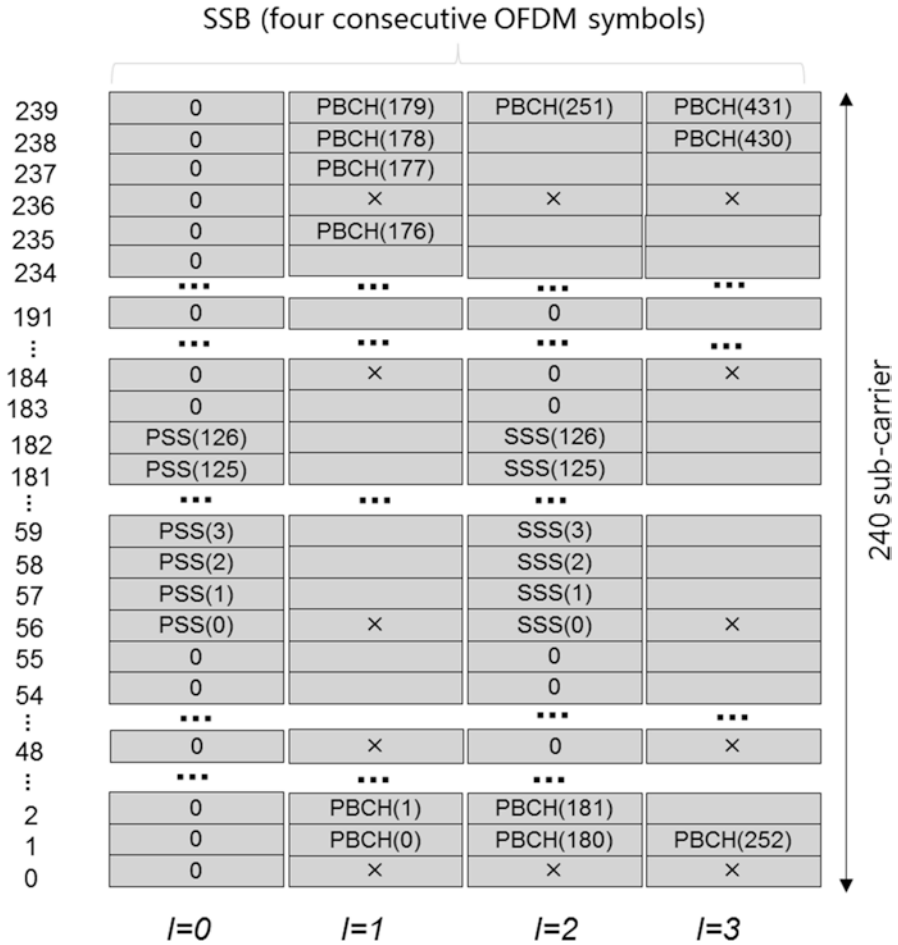 SSB (four consecutive OFDM symbols)
239 0 PBCH(179) PBCH(251) PBCH(431)
238 0 PBCH(178) PBCH(430)
237 0 PBCH(177)
236 0 × × ×
235 0 PBCH(176)
234 0
... ... ... ...
191 0 0
⋮ ... ... ... ...
184 0 × 0 ×
183 0 0
182 PSS(126) SSS(126)
181 PSS(125) SSS(125)
⋮ ... ... ...
59 PSS(3) SSS(3)
58 PSS(2) SSS(2)
57 PSS(1) SSS(1)
56 PSS(0) × SSS(0) ×
55 0 0
54 0 0
⋮ ... ... ...
48 0 × 0 ×
⋮ ... ... ...
2 0 PBCH(1) PBCH(181)
1 0 PBCH(0) PBCH(180) PBCH(252)
0 0 × × ×
l=0 l=1 l=2 l=3
240 sub-carrier